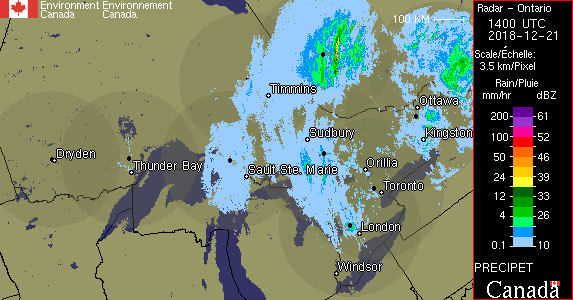 Environment Environnement
Canada Canada
100 KM
Timmins
Ottawa
Sudbury
Kingston
Dryden
Thunder Bay
Sault Ste. Marie
Orillia
Toronto
London
Windsor
Radar - Ontario
1400 UTC
2018-12-21
Scale/Échelle:
3.5 km/Pixel
Rain/Pluie
mm/hr dBZ
200 61
100 52
50 46
24 39
12 33
4 26
0.1 10
PRECIPET
Canada